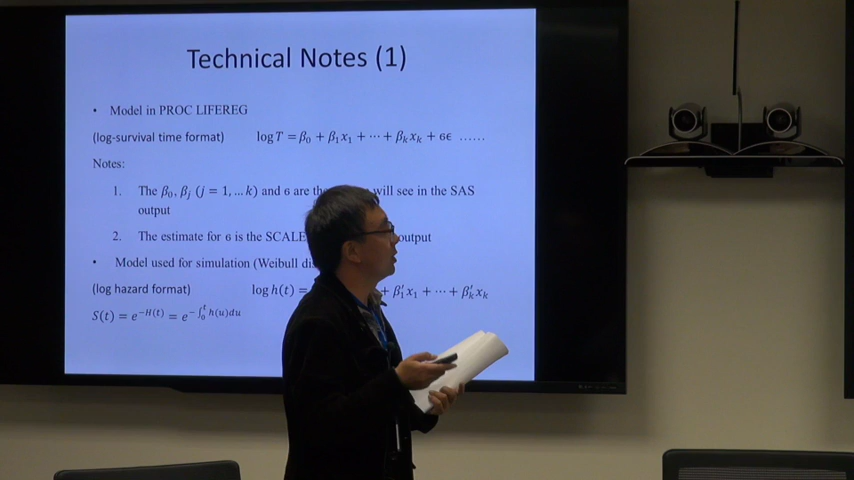 Technical Notes (1)
• Model in PROC LIFEREG
(log-survival time format) log T = β₀ + β₁x₁ + ⋯ + βₖxₖ + бϵ ……
Notes:
1. The β₀, βⱼ (j = 1, … k) and б are the will see in the SAS
output
2. The estimate for б is the SCALE output
• Model used for simulation (Weibull
(log hazard format) log h(t) = + β₁′x₁ + ⋯ + βₖ′xₖ
S(t) = e^{−H(t)} = e^{−∫₀ᵗ h(u)du}